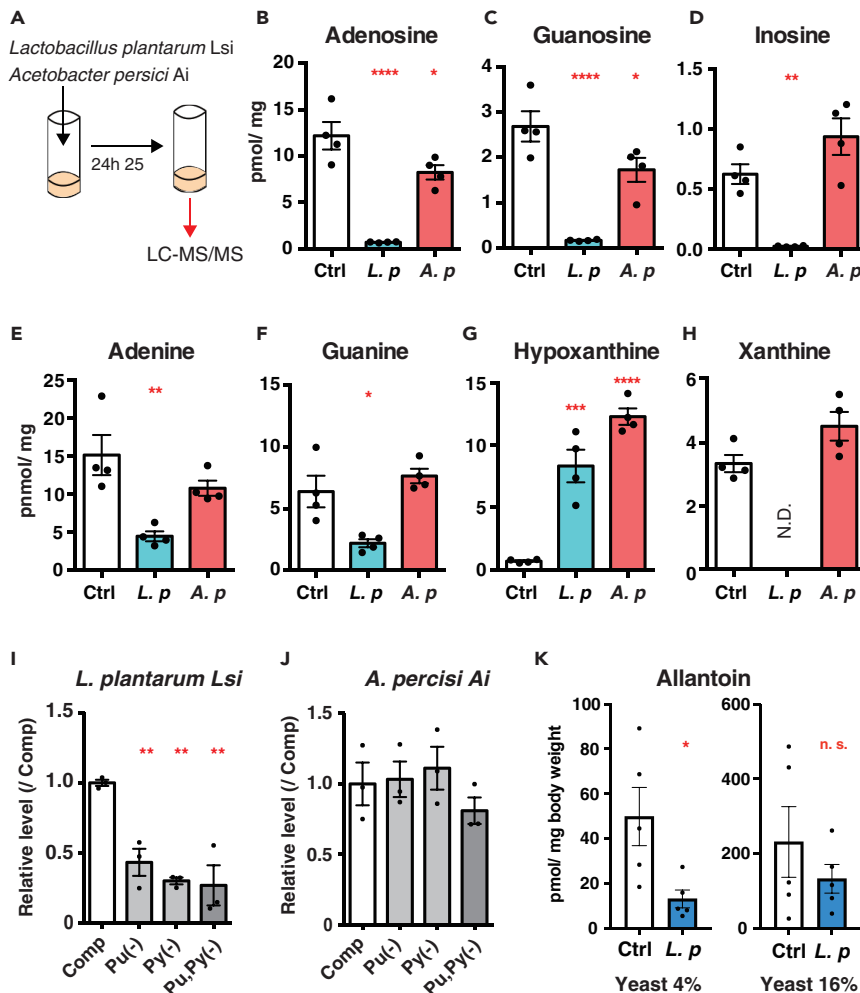 A
Lactobacillus plantarum Lsi
Acetobacter persici Ai
24h 25
LC-MS/MS
B
Adenosine
pmol/ mg
20
15
10
5
0
**** *
Ctrl L. p A. p
C
Guanosine
4
3
2
1
0
**** *
Ctrl L. p A. p
D
Inosine
1.5
1.0
0.5
0.0
**
Ctrl L. p A. p
E
Adenine
pnmol/ mg
25
20
15
10
5
0
**
Ctrl L. p A. p
F
Guanine
15
10
5
0
*
Ctrl L. p A. p
G
Hypoxanthine
15
10
5
0
*** ****
Ctrl L. p A. p
H
Xanthine
6
4
2
0
N.D.
Ctrl L. p A. p
I
L. plantarum Lsi
Relative level (/ Comp)
1.5
1.0
0.5
0
** ** **
Comp Pu(-) Py(-) Pu,Py(-)
J
A. percisi Ai
Relative level (/ Comp)
1.5
1.0
0.5
0
Comp Pu(-) Py(-) Pu,Py(-)
K
Allantoin
pmol/ mg body weight
100
80
60
40
20
0
*
Ctrl L. p
Yeast 4%
600
400
200
0
n. s.
Ctrl L. p
Yeast 16%